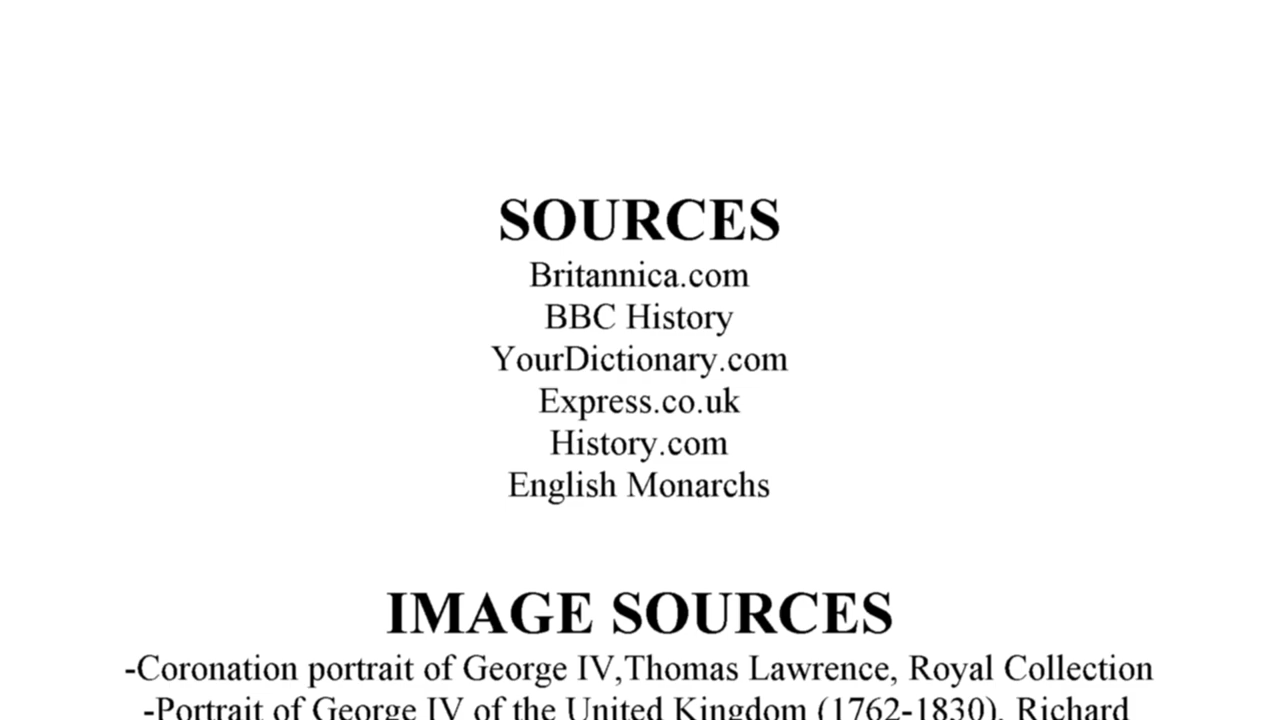 SOURCES
Britannica.com
BBC History
YourDictionary.com
Express.co.uk
History.com
English Monarchs
IMAGE SOURCES
-Coronation portrait of George IV,Thomas Lawrence, Royal Collection
-Portrait of George IV of the United Kingdom (1762-1830), Richard